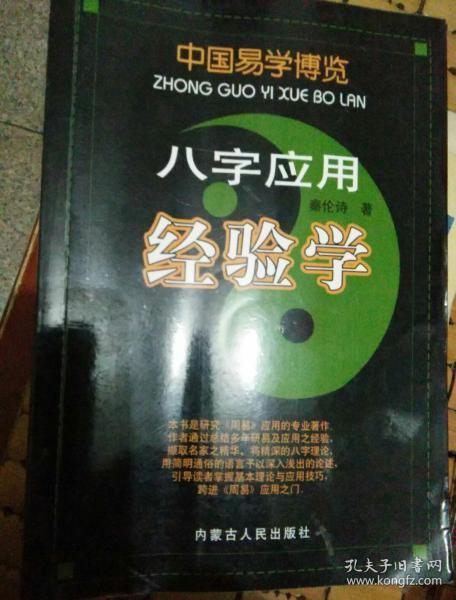 中国易学博览
ZHONG GUO YI XUE BO LAN
八字应用
秦伦诗 著
经验学
本书是研究《周易》应用的专业著作。
作者通过总结多年研易及应用之经验，
撷取名家之精华，将精深的八字理论，
用简明通俗的语言予以深入浅出的论述，
引导读者掌握基本理论与应用技巧，
跨进《周易》应用之门。
内蒙古人民出版社
孔夫子旧书网
www.kongfz.com